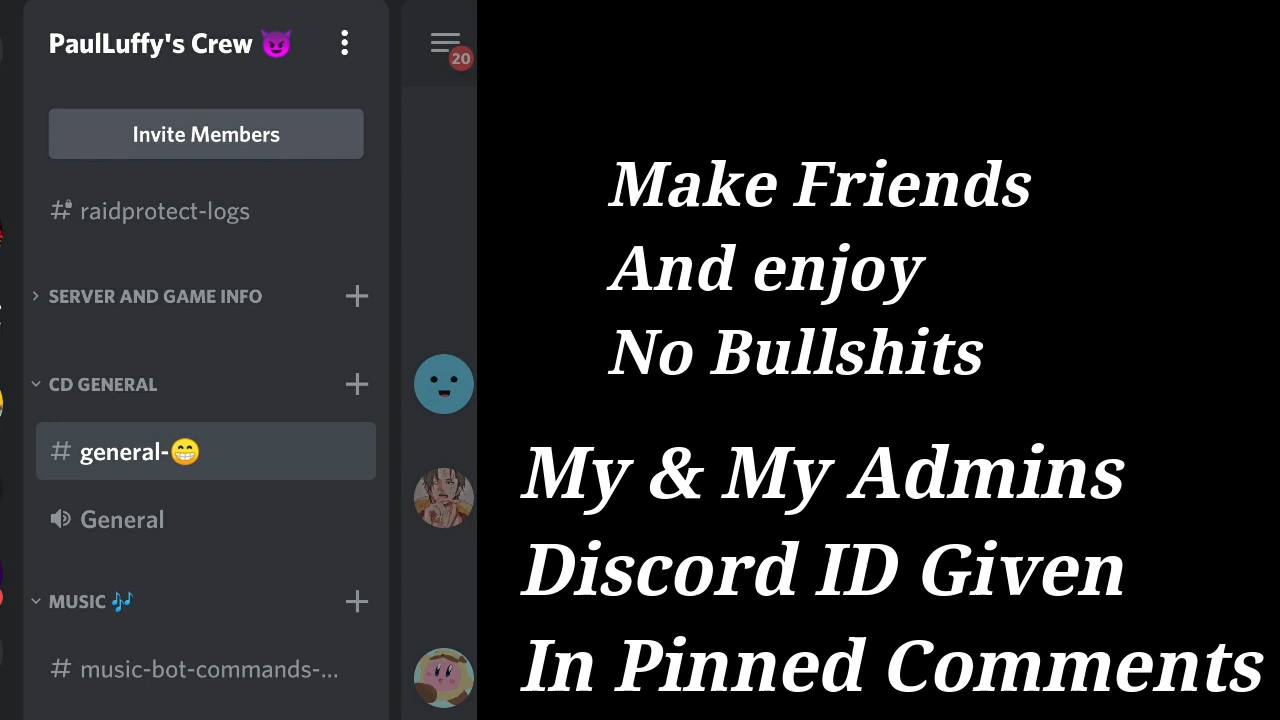 PaulLuffy's Crew 😈
20
Invite Members
raidprotect-logs
SERVER AND GAME INFO
CD GENERAL
general-😁
General
MUSIC 🎶
music-bot-commands-...
Make Friends
And enjoy
No Bullshits
My & My Admins
Discord ID Given
In Pinned Comments